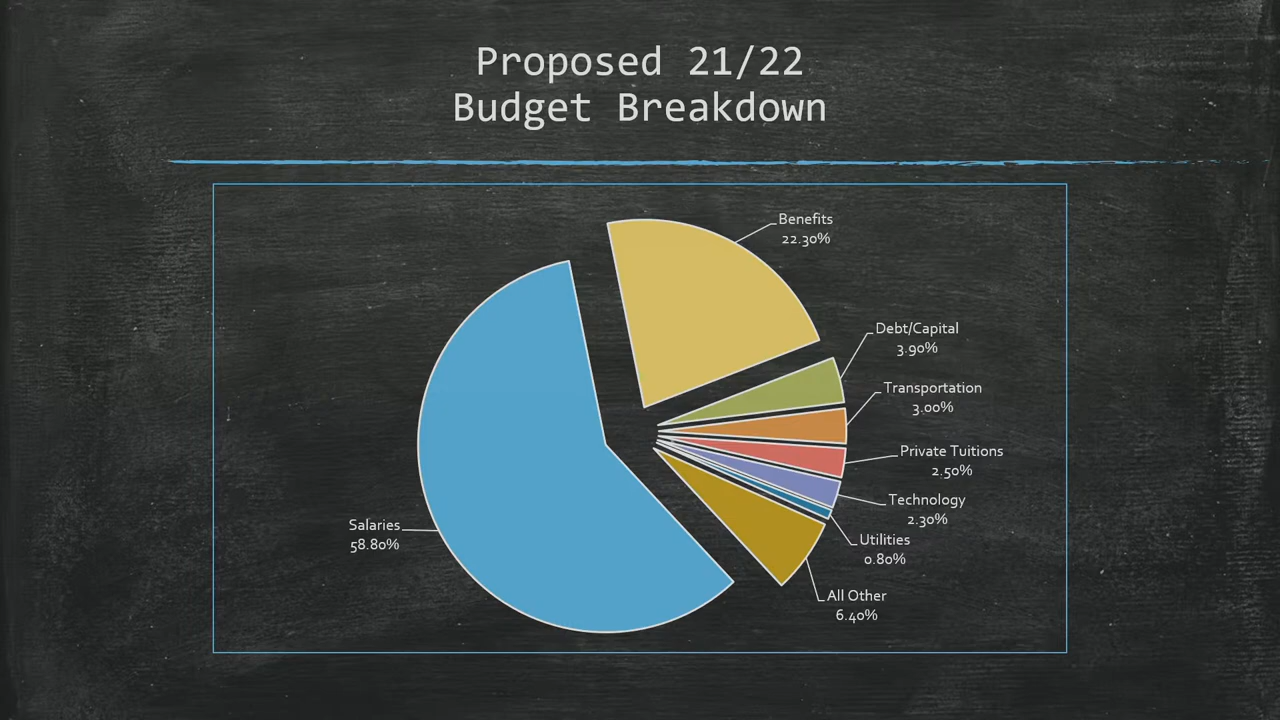 Proposed 21/22
Budget Breakdown
Benefits
22.30%
Debt/Capital
3.90%
Transportation
3.00%
Private Tuitions
2.50%
Technology
2.30%
Utilities
0.80%
All Other
6.40%
Salaries
58.80%